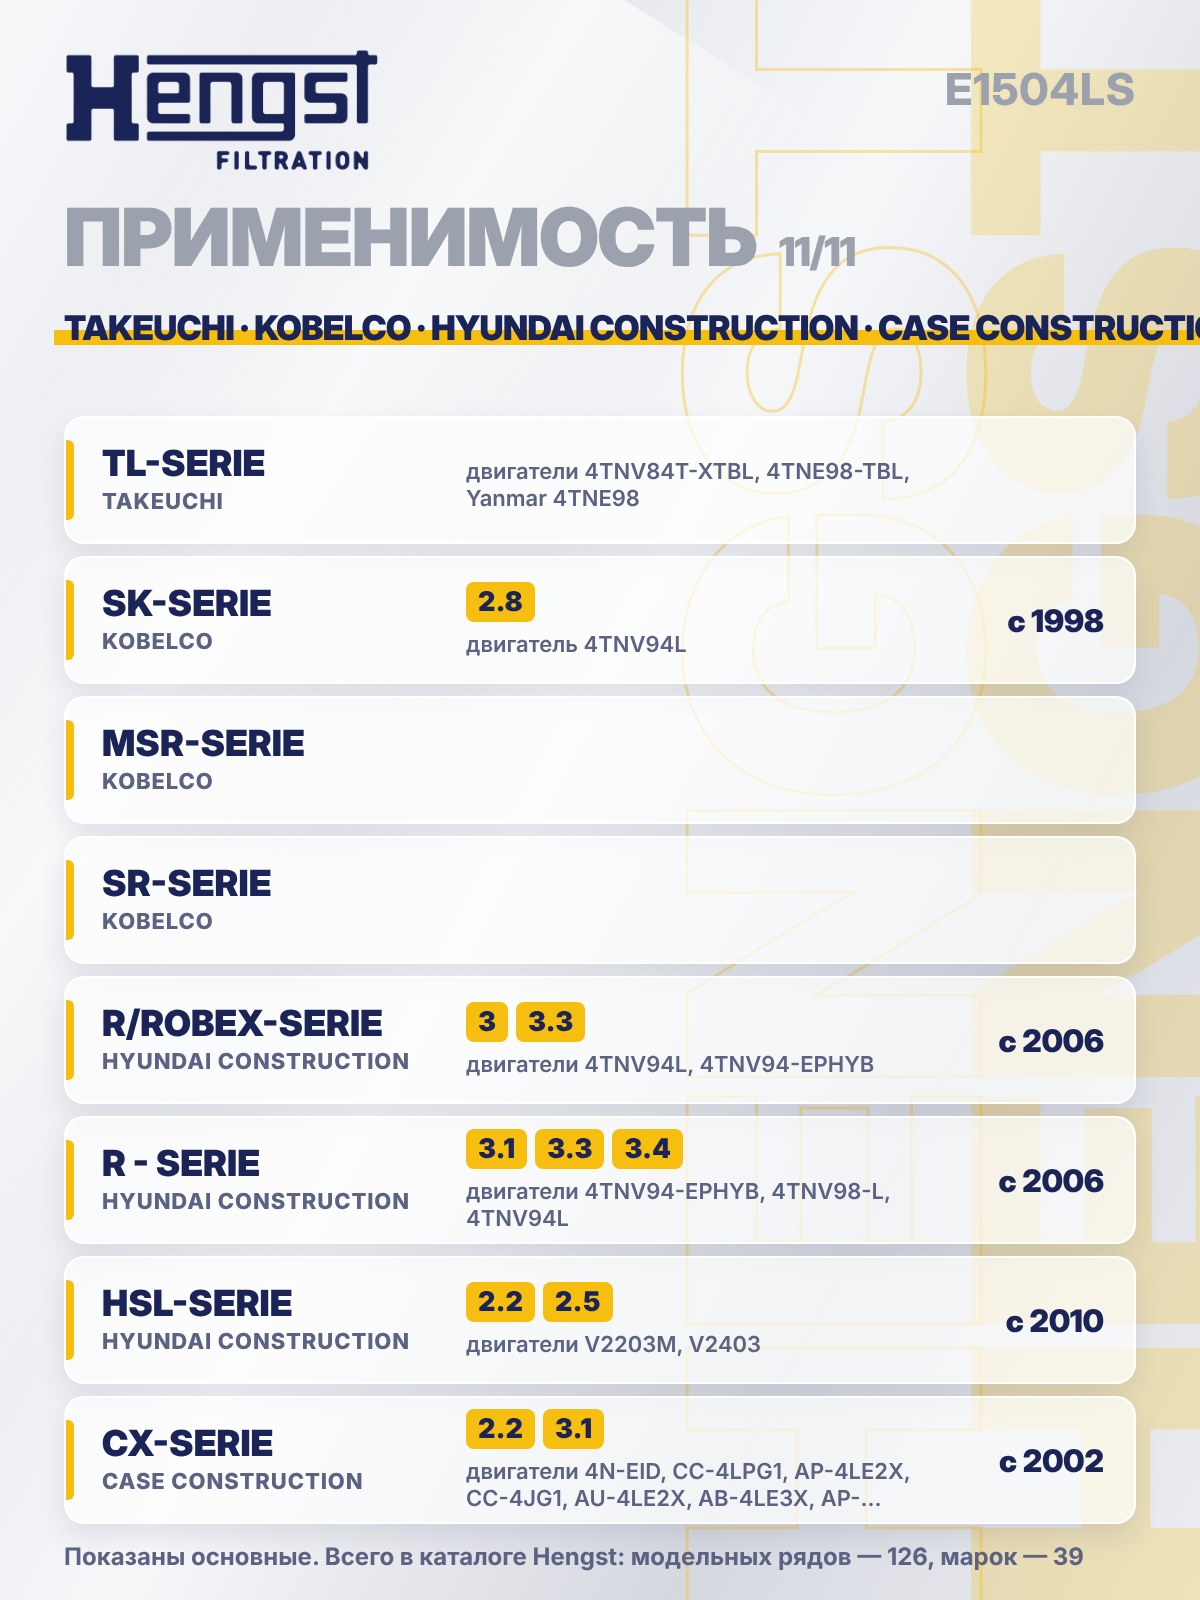 Hengst
FILTRATION
E1504LS
ПРИМЕНИМОСТЬ 11/11
TAKEUCHI · KOBELCO · HYUNDAI CONSTRUCTION · CASE CONSTRUCTIO
TL-SERIE
TAKEUCHI
двигатели 4TNV84T-XTBL, 4TNE98-TBL,
Yanmar 4TNE98
SK-SERIE
KOBELCO
2.8
двигатель 4TNV94L
с 1998
MSR-SERIE
KOBELCO
SR-SERIE
KOBELCO
R/ROBEX-SERIE
HYUNDAI CONSTRUCTION
3 3.3
двигатели 4TNV94L, 4TNV94-EPHYB
с 2006
R - SERIE
HYUNDAI CONSTRUCTION
3.1 3.3 3.4
двигатели 4TNV94-EPHYB, 4TNV98-L,
4TNV94L
с 2006
HSL-SERIE
HYUNDAI CONSTRUCTION
2.2 2.5
двигатели V2203M, V2403
с 2010
CX-SERIE
CASE CONSTRUCTION
2.2 3.1
двигатели 4N-EID, CC-4LPG1, AP-4LE2X,
CC-4JG1, AU-4LE2X, AB-4LE3X, AP-...
с 2002
Показаны основные. Всего в каталоге Hengst: модельных рядов — 126, марок — 39